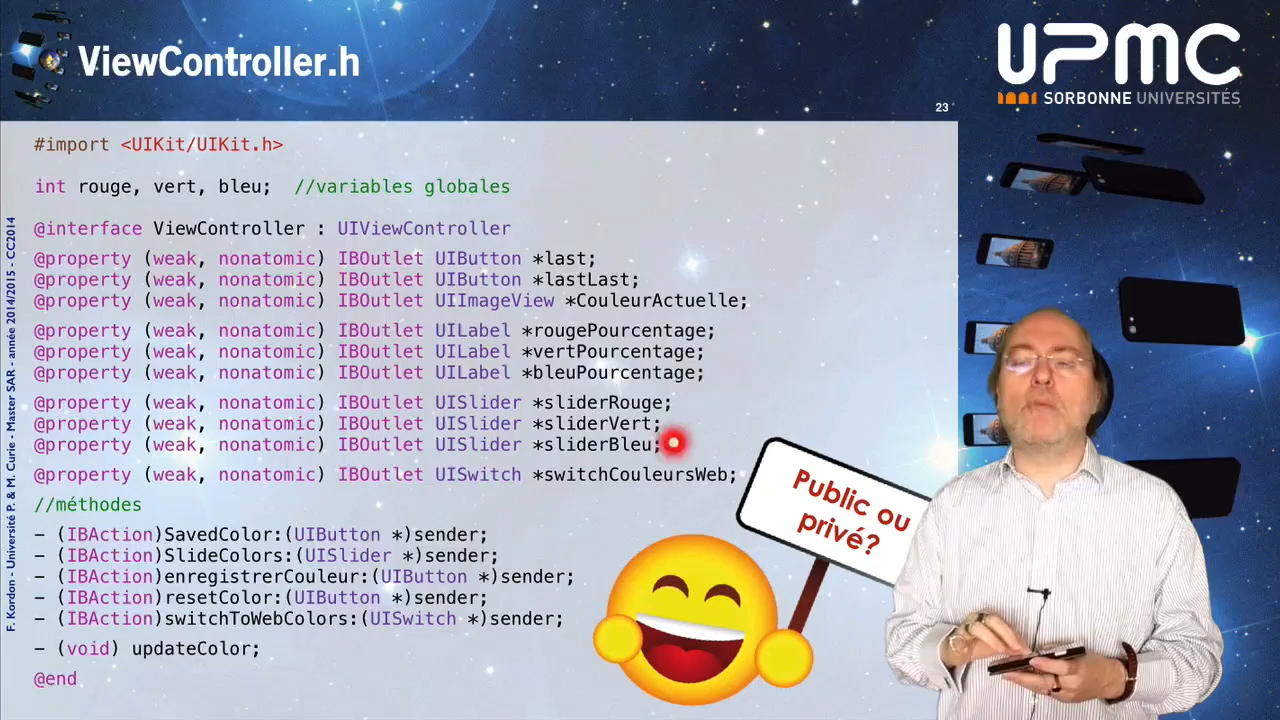 ViewController.h
UPMC
SORBONNE UNIVERSITÉS
23
#import <UIKit/UIKit.h>
int rouge, vert, bleu; //variables globales
@interface ViewController : UIViewController
@property (weak, nonatomic) IBOutlet UIButton *last;
@property (weak, nonatomic) IBOutlet UIButton *lastLast;
@property (weak, nonatomic) IBOutlet UIImageView *CouleurActuelle;
@property (weak, nonatomic) IBOutlet UILabel *rougePourcentage;
@property (weak, nonatomic) IBOutlet UILabel *vertPourcentage;
@property (weak, nonatomic) IBOutlet UILabel *bleuPourcentage;
@property (weak, nonatomic) IBOutlet UISlider *sliderRouge;
@property (weak, nonatomic) IBOutlet UISlider *sliderVert;
@property (weak, nonatomic) IBOutlet UISlider *sliderBleu;
@property (weak, nonatomic) IBOutlet UISwitch *switchCouleursWeb;
//méthodes
- (IBAction)SavedColor:(UIButton *)sender;
- (IBAction)SlideColors:(UISlider *)sender;
- (IBAction)enregistrerCouleur:(UIButton *)sender;
- (IBAction)resetColor:(UIButton *)sender;
- (IBAction)switchToWebColors:(UISwitch *)sender;
- (void) updateColor;
@end
Public ou
privé?
F. Kordon - Université P. & M. Curie - Master SAR - année 2014/2015 - CC2014